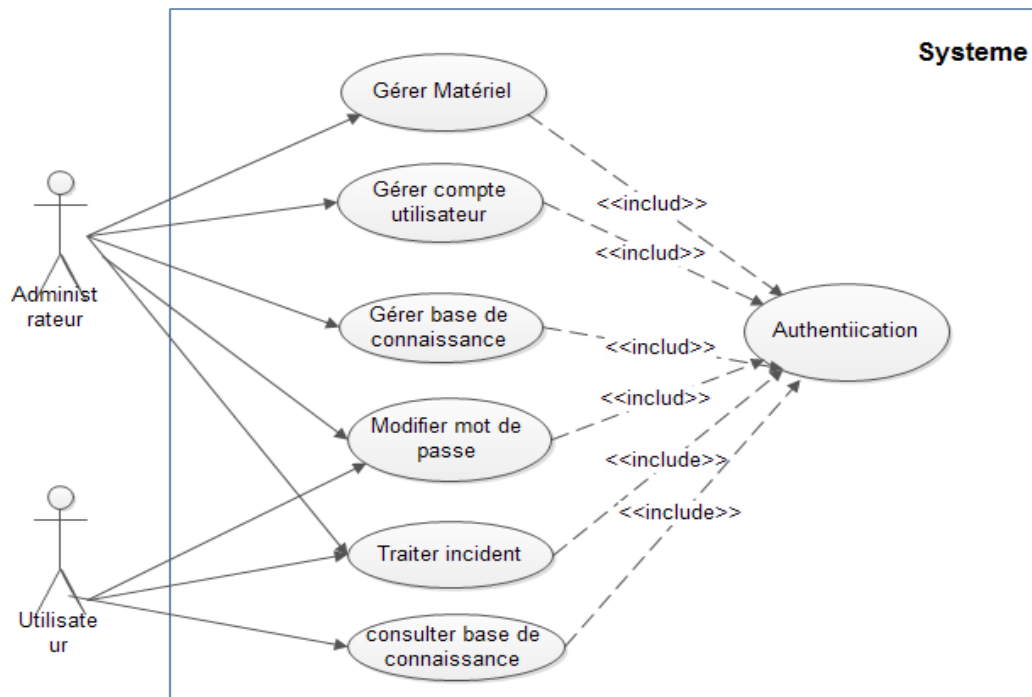 Systeme
Gérer Matériel
Gérer compte
utilisateur
<<includ>>
<<includ>>
Administ
rateur
Gérer base de
connaissance
<<includ>>
Authentiication
Modifier mot de
passe
<<includ>>
<<include>>
<<include>>
Traiter incident
Utilisate
ur
consulter base de
connaissance